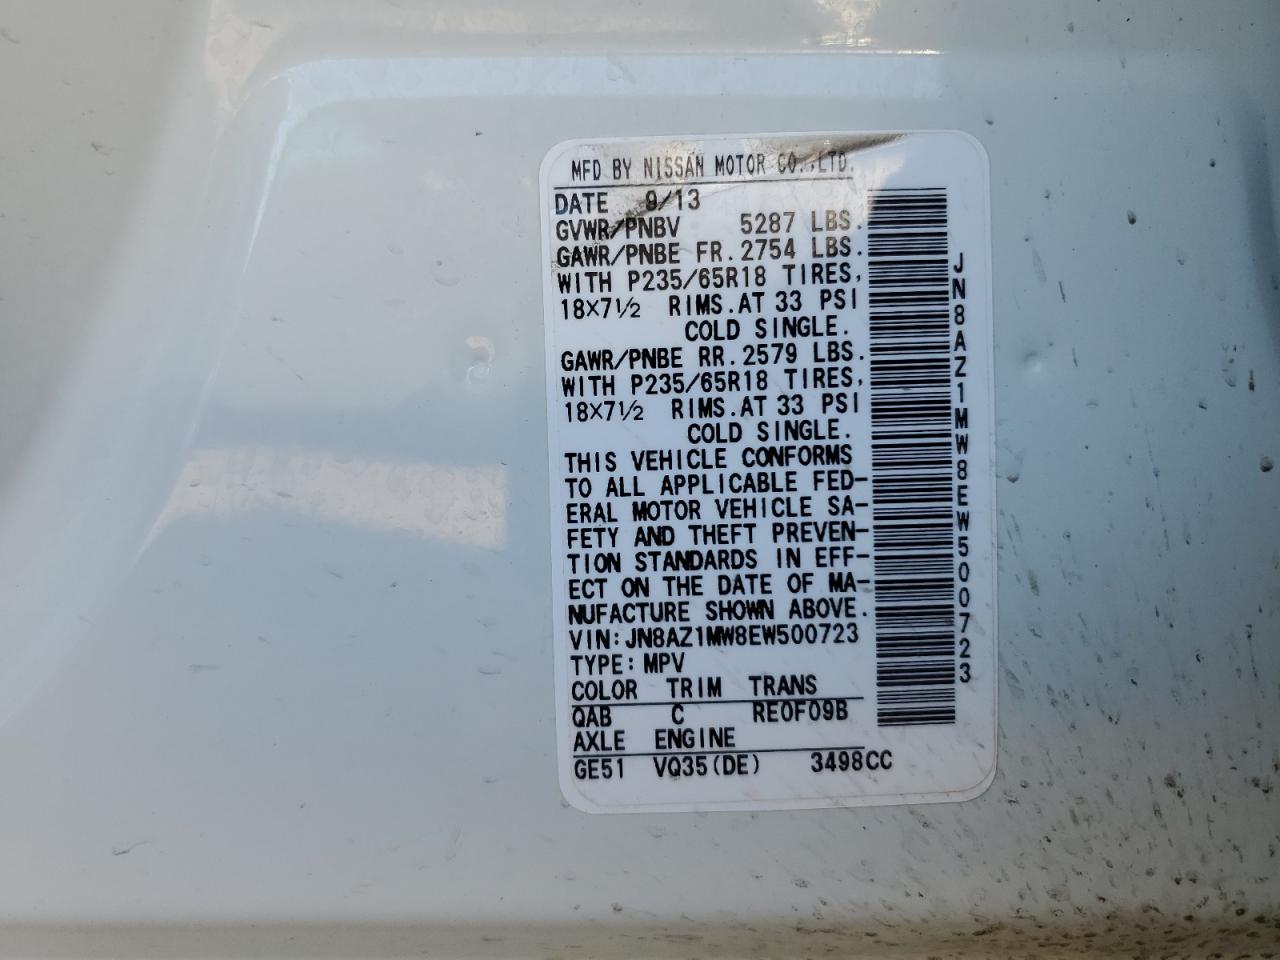 MFD BY NISSAN MOTOR CO.,LTD.
DATE 9/13
GVWR/PNBV 5287 LBS.
GAWR/PNBE FR.2754 LBS.
WITH P235/65R18 TIRES,
18×7½ RIMS.AT 33 PSI
COLD SINGLE.
GAWR/PNBE RR.2579 LBS.
WITH P235/65R18 TIRES,
18×7½ RIMS.AT 33 PSI
COLD SINGLE.
THIS VEHICLE CONFORMS
TO ALL APPLICABLE FED-
ERAL MOTOR VEHICLE SA-
FETY AND THEFT PREVEN-
TION STANDARDS IN EFF-
ECT ON THE DATE OF MA-
NUFACTURE SHOWN ABOVE.
VIN:JN8AZ1MW8EW500723
TYPE:MPV
COLOR TRIM TRANS
QAB C RE0F09B
AXLE ENGINE
GE51 VQ35(DE) 3498CC
JN8AZ1MW8EW500723